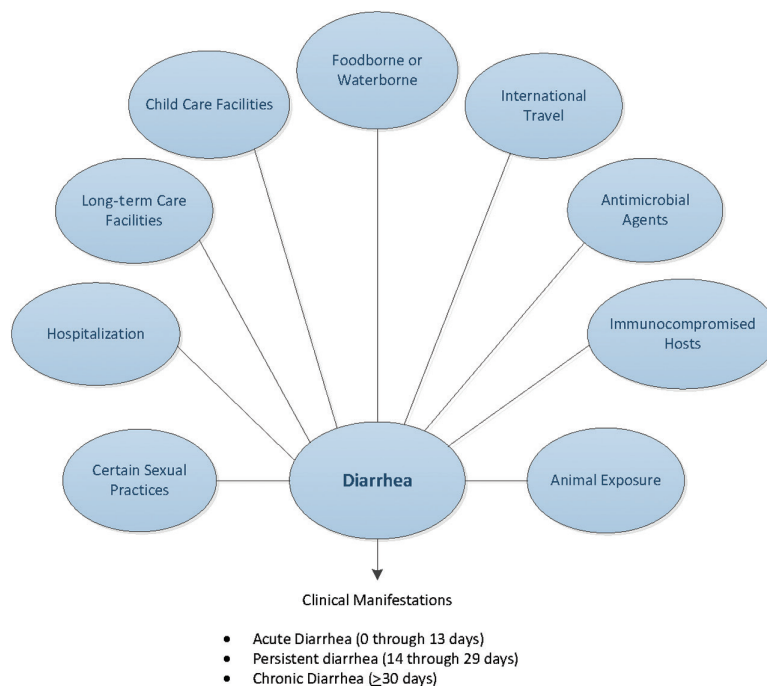 Foodborne or
Waterborne
Child Care Facilities
International
Travel
Long-term Care
Facilities
Antimicrobial
Agents
Hospitalization
Immunocompromised
Hosts
Certain Sexual
Practices
Diarrhea
Animal Exposure
Clinical Manifestations
• Acute Diarrhea (0 through 13 days)
• Persistent diarrhea (14 through 29 days)
• Chronic Diarrhea (≥30 days)